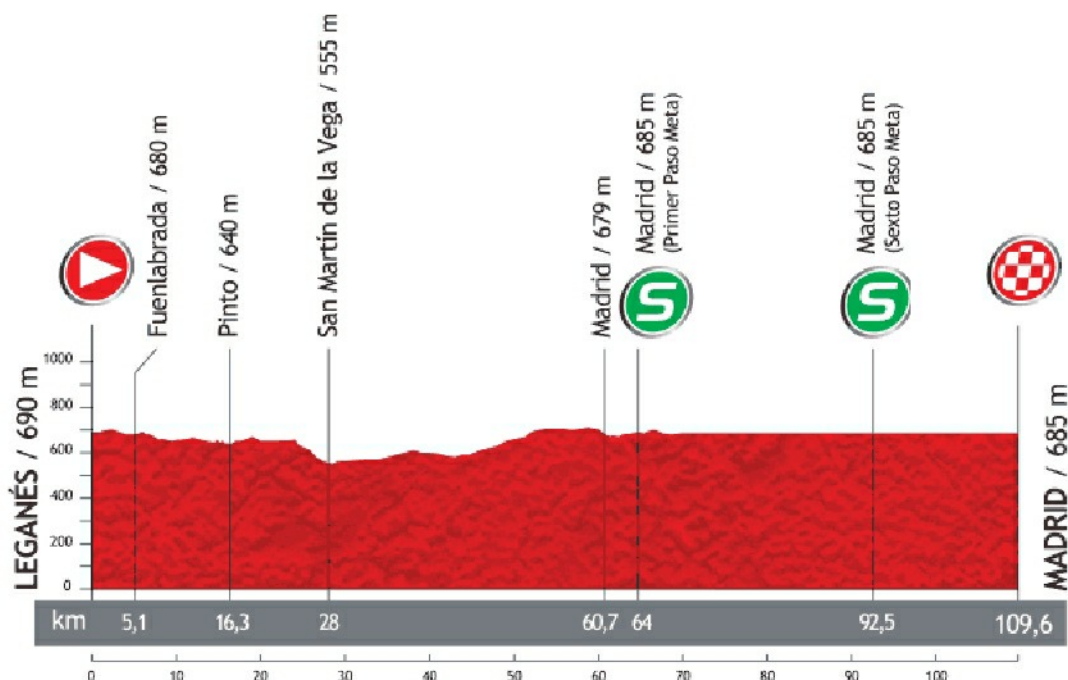 Fuenlabrada / 680 m
Pinto / 640 m
San Martín de la Vega / 555 m
Madrid / 679 m
Madrid / 685 m
(Primer Paso Meta)
Madrid / 685 m
(Sexto Paso Meta)
S
S
LEGANÉS / 690 m
1000
800
600
400
200
0
MADRID / 685 m
km 5,1 16,3 28 60,7 64 92,5 109,6
0 10 20 30 40 50 60 70 80 90 100